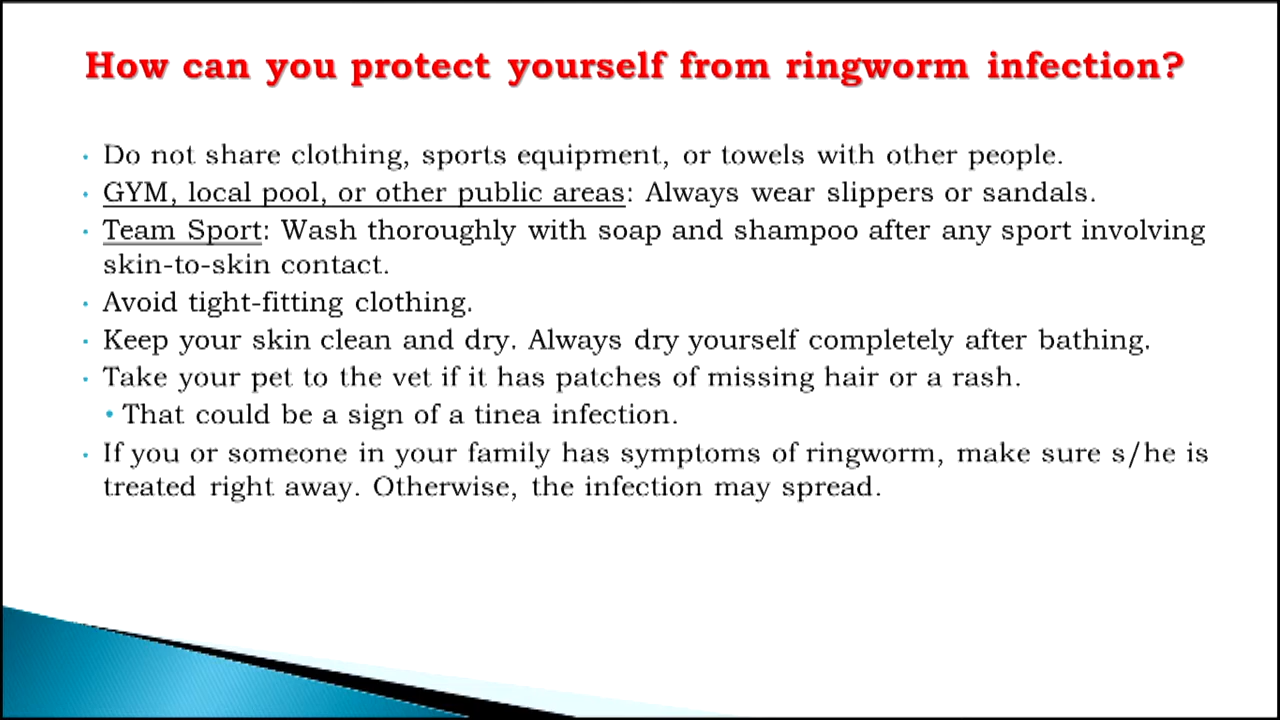 How can you protect yourself from ringworm infection?
• Do not share clothing, sports equipment, or towels with other people.
• GYM, local pool, or other public areas: Always wear slippers or sandals.
• Team Sport: Wash thoroughly with soap and shampoo after any sport involving
skin-to-skin contact.
• Avoid tight-fitting clothing.
• Keep your skin clean and dry. Always dry yourself completely after bathing.
• Take your pet to the vet if it has patches of missing hair or a rash.
• That could be a sign of a tinea infection.
• If you or someone in your family has symptoms of ringworm, make sure s/he is
treated right away. Otherwise, the infection may spread.